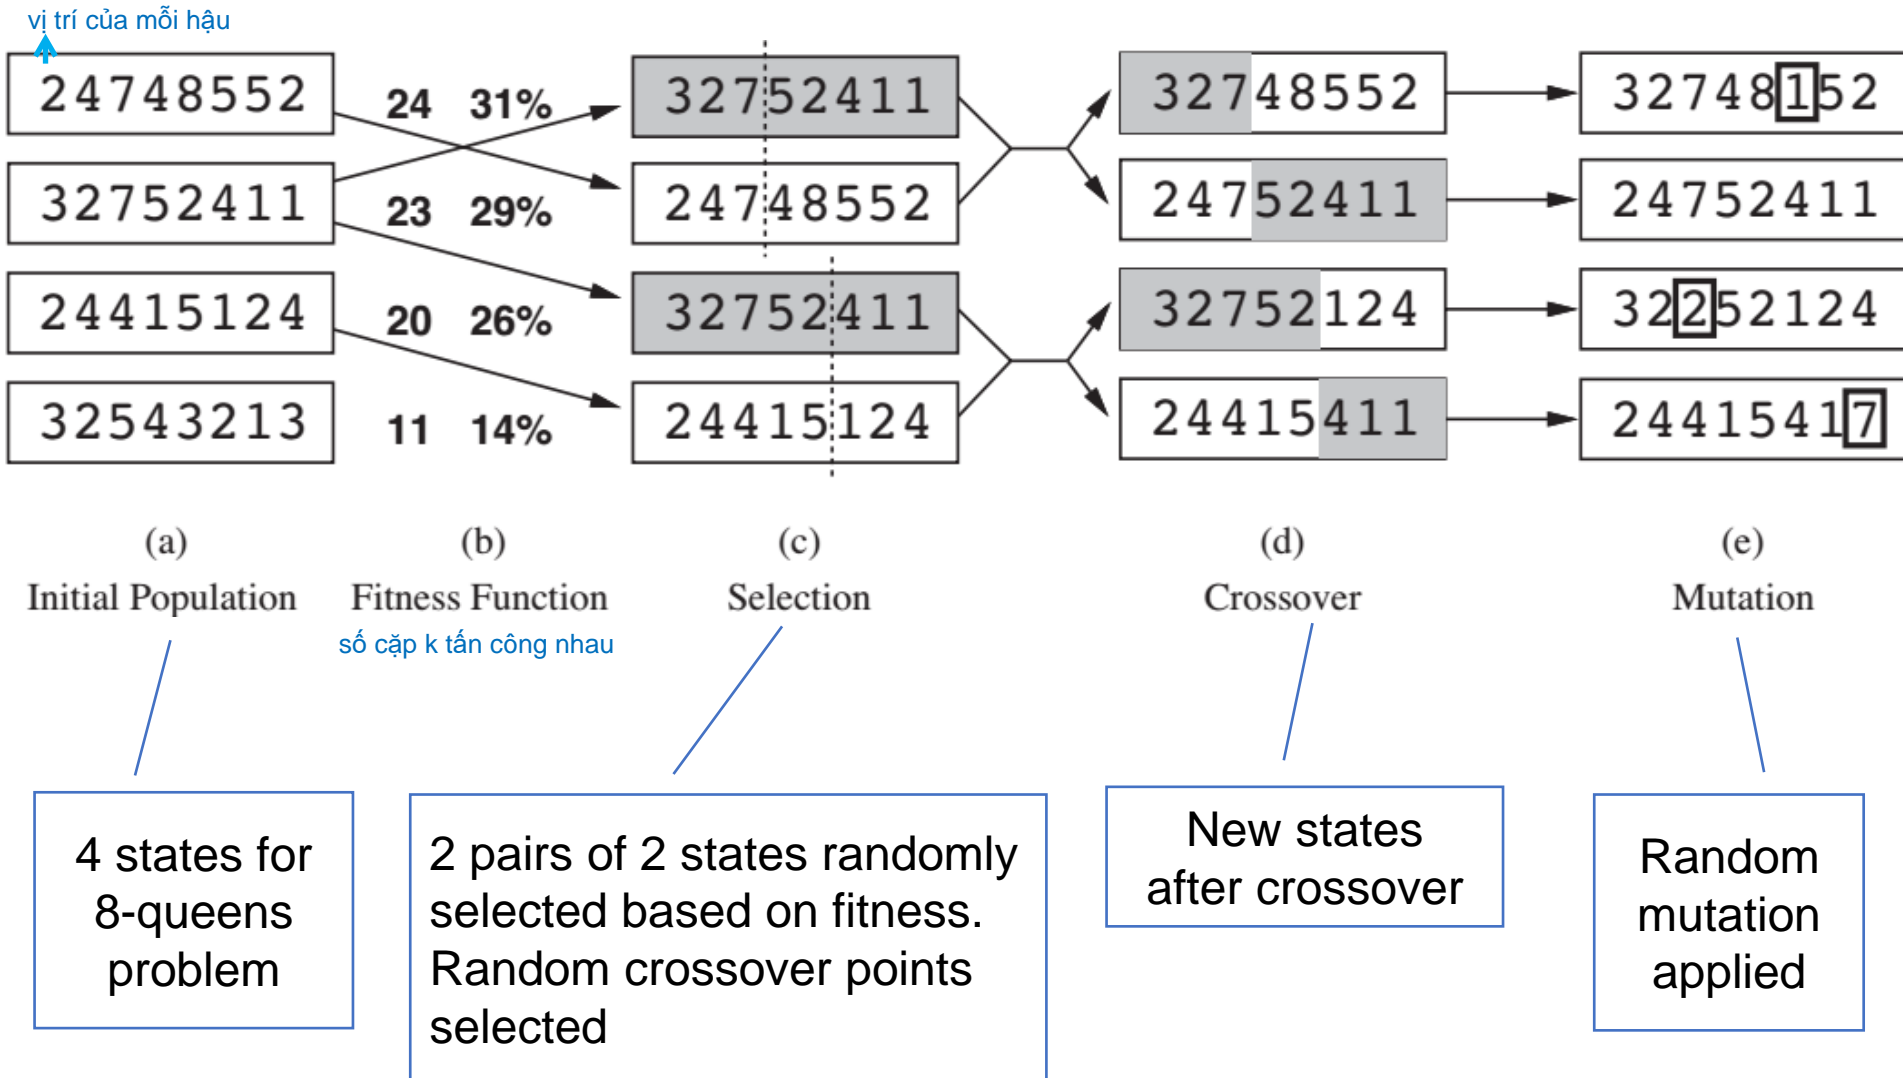 vị trí của mỗi hậu
24748552
32752411
24415124
32543213
24 31%
23 29%
20 26%
11 14%
32752411
24748552
32752411
24415124
32748552
24752411
32752124
24415411
32748152
24752411
32252124
24415417
(a)
Initial Population
(b)
Fitness Function
số cặp k tấn công nhau
(c)
Selection
(d)
Crossover
(e)
Mutation
4 states for
8-queens
problem
2 pairs of 2 states randomly
selected based on fitness.
Random crossover points
selected
New states
after crossover
Random
mutation
applied